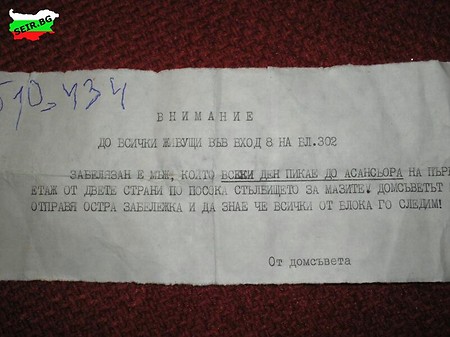 SEIR.BG
510-434
ВНИМАНИЕ
ДО ВСИЧКИ ЖИВУЩИ ВЪВ ВХОД 8 НА БЛ.302
ЗАБЕЛЯЗАН Е МЪЖ, КОЙТО ВСЕКИ ДЕН ПИКАЕ ДО АСАНСЬОРА НА ПЪР
ЕТАЖ ОТ ДВЕТЕ СТРАНИ ПО ПОСОКА СТЪЛБИЩЕТО ЗА МАЗИТЕ! ДОМСЪВЕТЪТ
ОТПРАВЯ ОСТРА ЗАБЕЛЕЖКА И ДА ЗНАЕ ЧЕ ВСИЧКИ ОТ БЛОКА ГО СЛЕДИМ!
От домсъвета